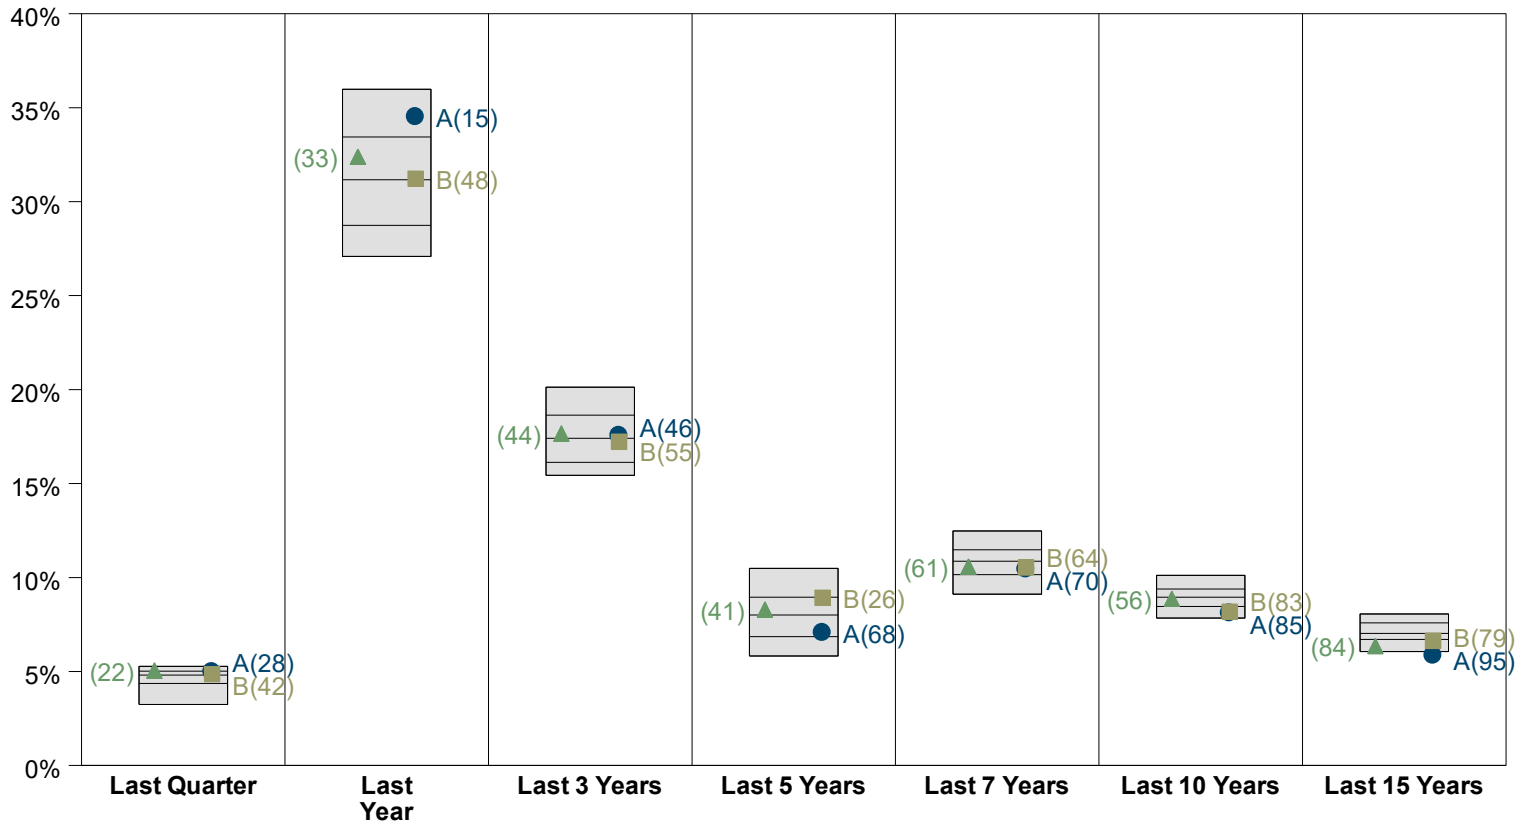 40%
35%
30%
25%
20%
15%
10%
5%
0%
(22)
A(28)
B(42)
(33)
A(15)
B(48)
(44)
A(46)
B(55)
(41)
B(26)
A(68)
(61)
B(64)
A(70)
(56)
B(83)
A(85)
(84)
B(79)
A(95)
Last Quarter
Last
Year
Last 3 Years
Last 5 Years
Last 7 Years
Last 10 Years
Last 15 Years